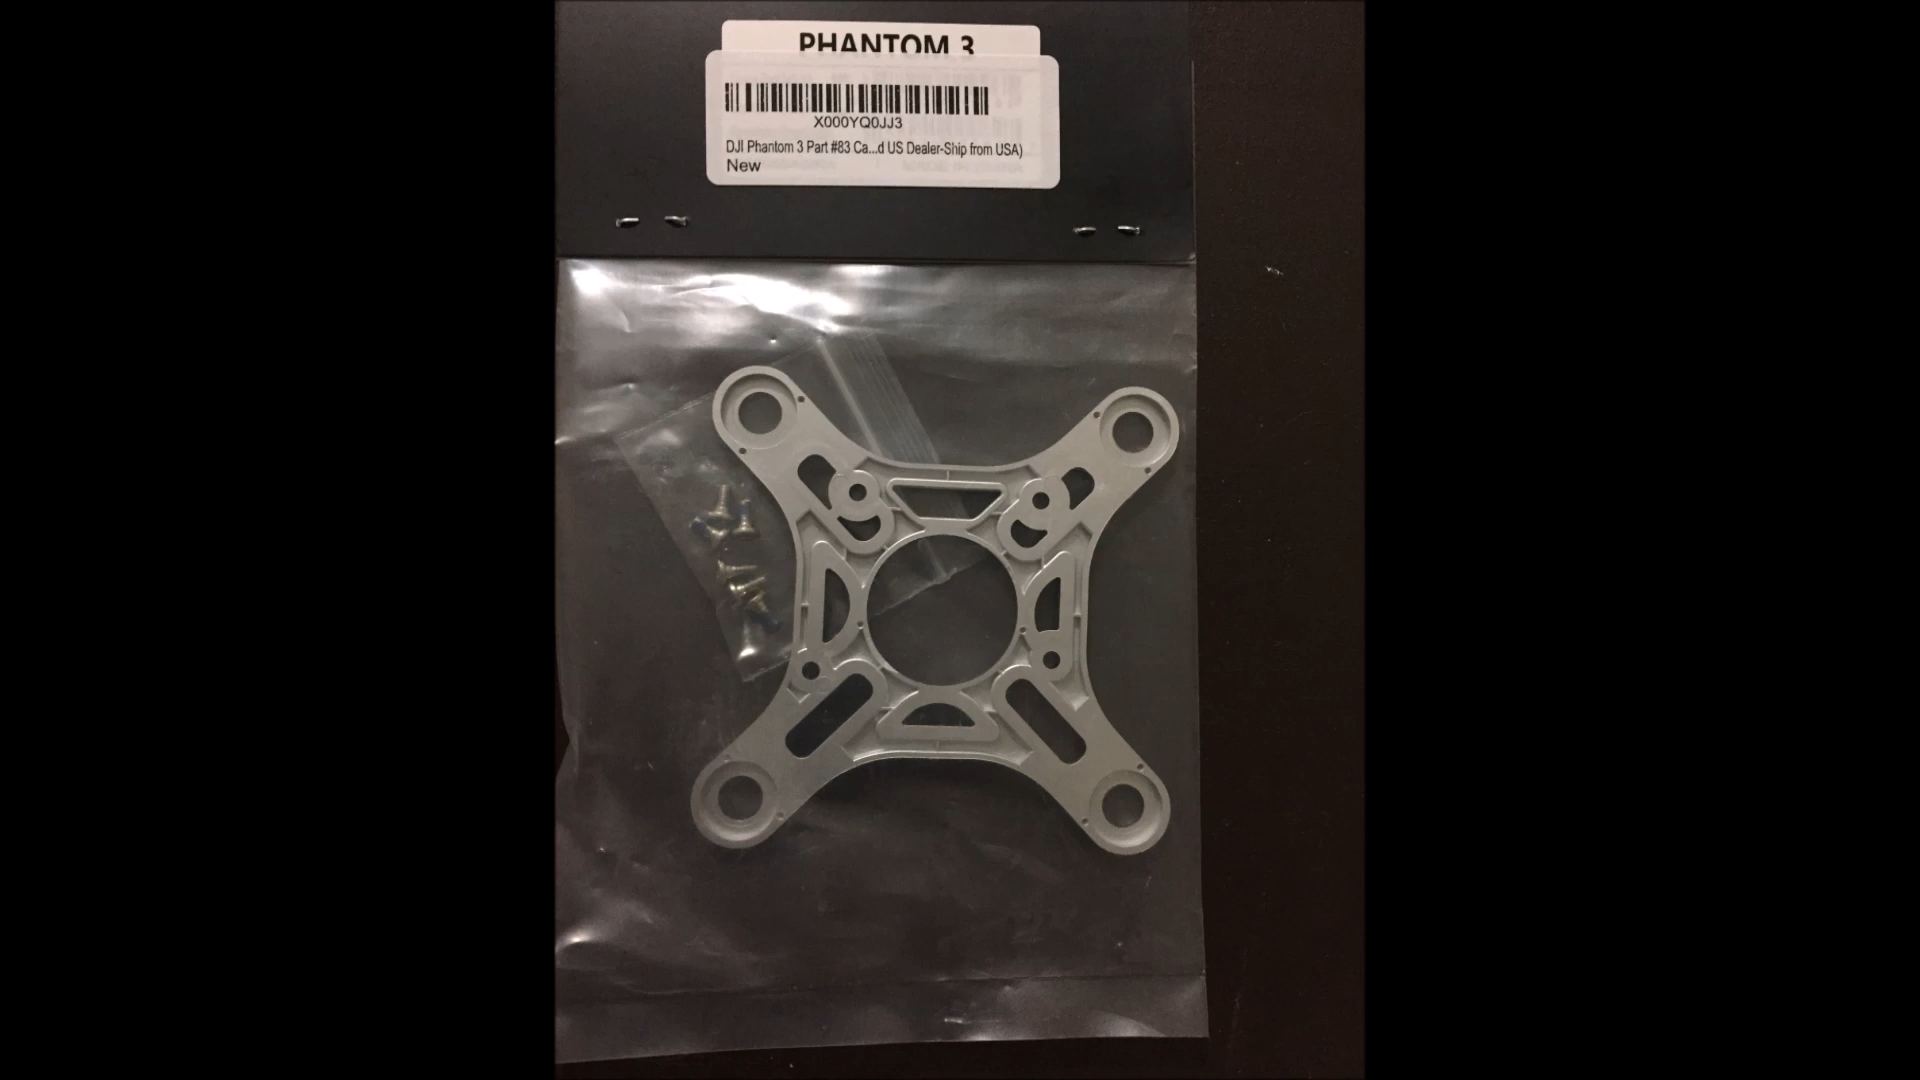 PHANTOM 3
X000YQ0JJ3
DJI Phantom 3 Part #83 Ca...d US Dealer-Ship from USA)
New